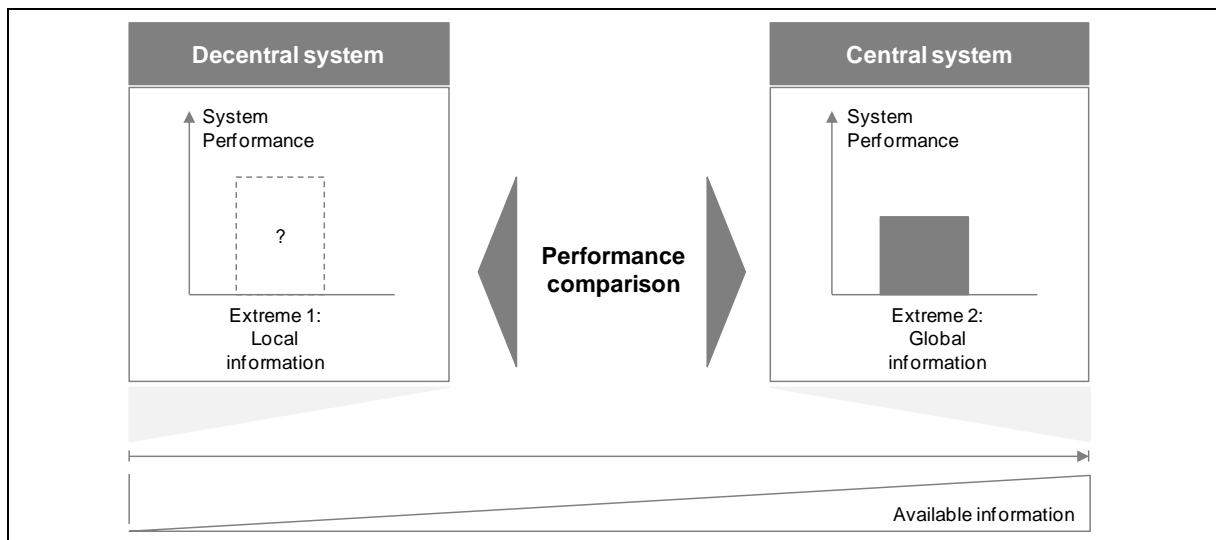 Decentral system
System
Performance
?
Extreme 1:
Local
information
Performance
comparison
Central system
System
Performance
Extreme 2:
Global
information
Available information